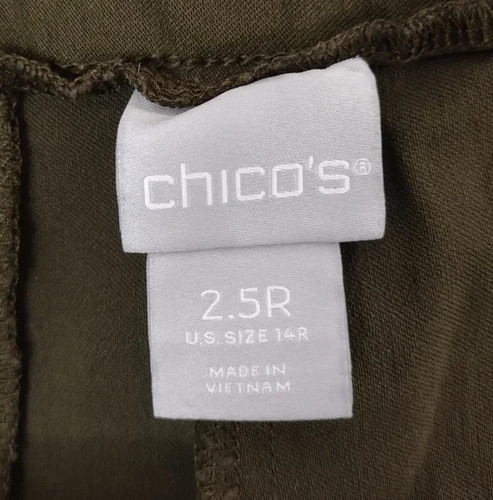 chico's®
2.5R
U.S. SIZE 14R
MADE IN
VIETNAM